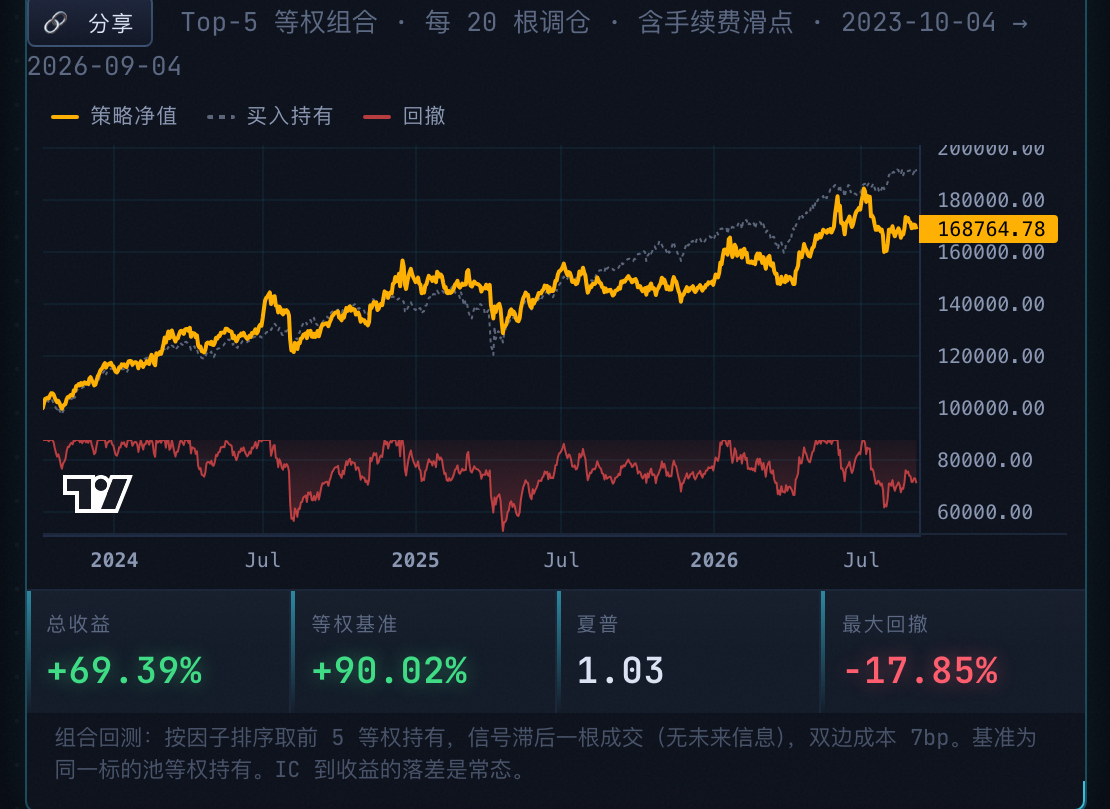 分享 Top-5 等权组合 · 每 20 根调仓 · 含手续费滑点 · 2023-10-04 →
2026-09-04
策略净值 买入持有 回撤
200000.00
180000.00
168764.78
160000.00
140000.00
120000.00
100000.00
80000.00
60000.00
2024 Jul 2025 Jul 2026 Jul
总收益 等权基准 夏普 最大回撤
+69.39% +90.02% 1.03 -17.85%
组合回测：按因子排序取前 5 等权持有，信号滞后一根成交（无未来信息），双边成本 7bp。基准为
同一标的池等权持有。IC 到收益的落差是常态。